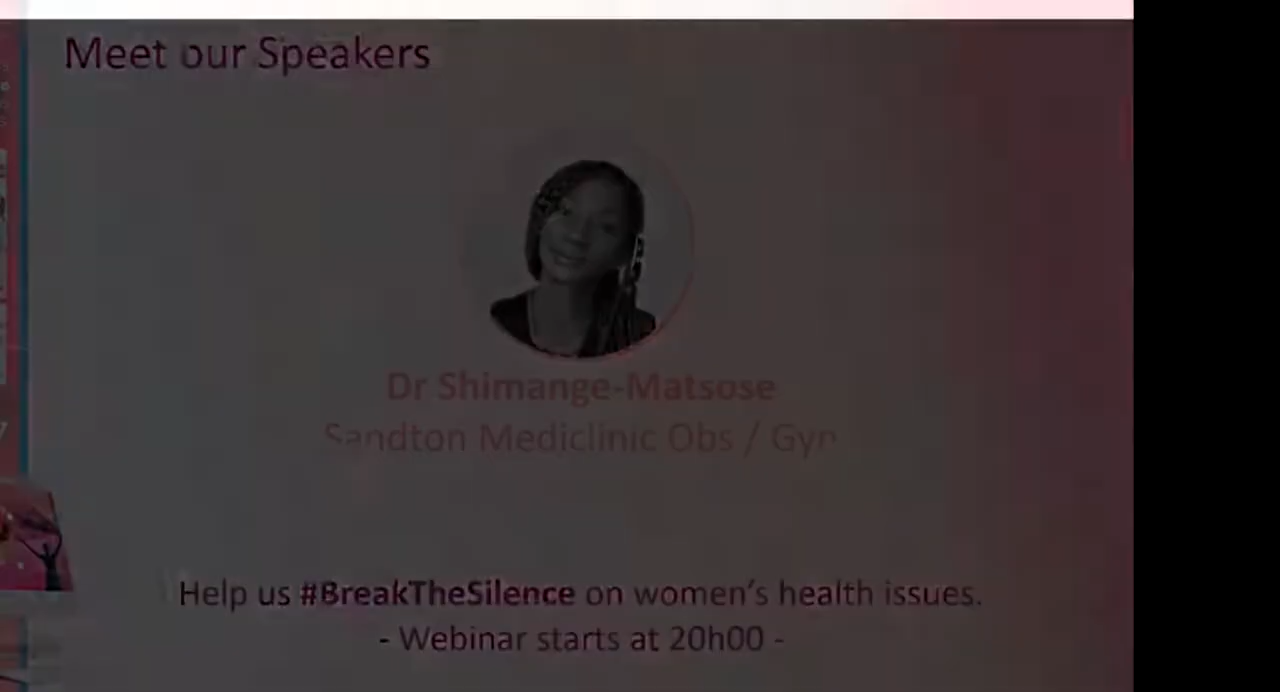 Meet our Speakers
Dr Shimange-Matsose
Sandton Mediclinic Obs / Gyn
Help us #BreakTheSilence on women’s health issues.
- Webinar starts at 20h00 -